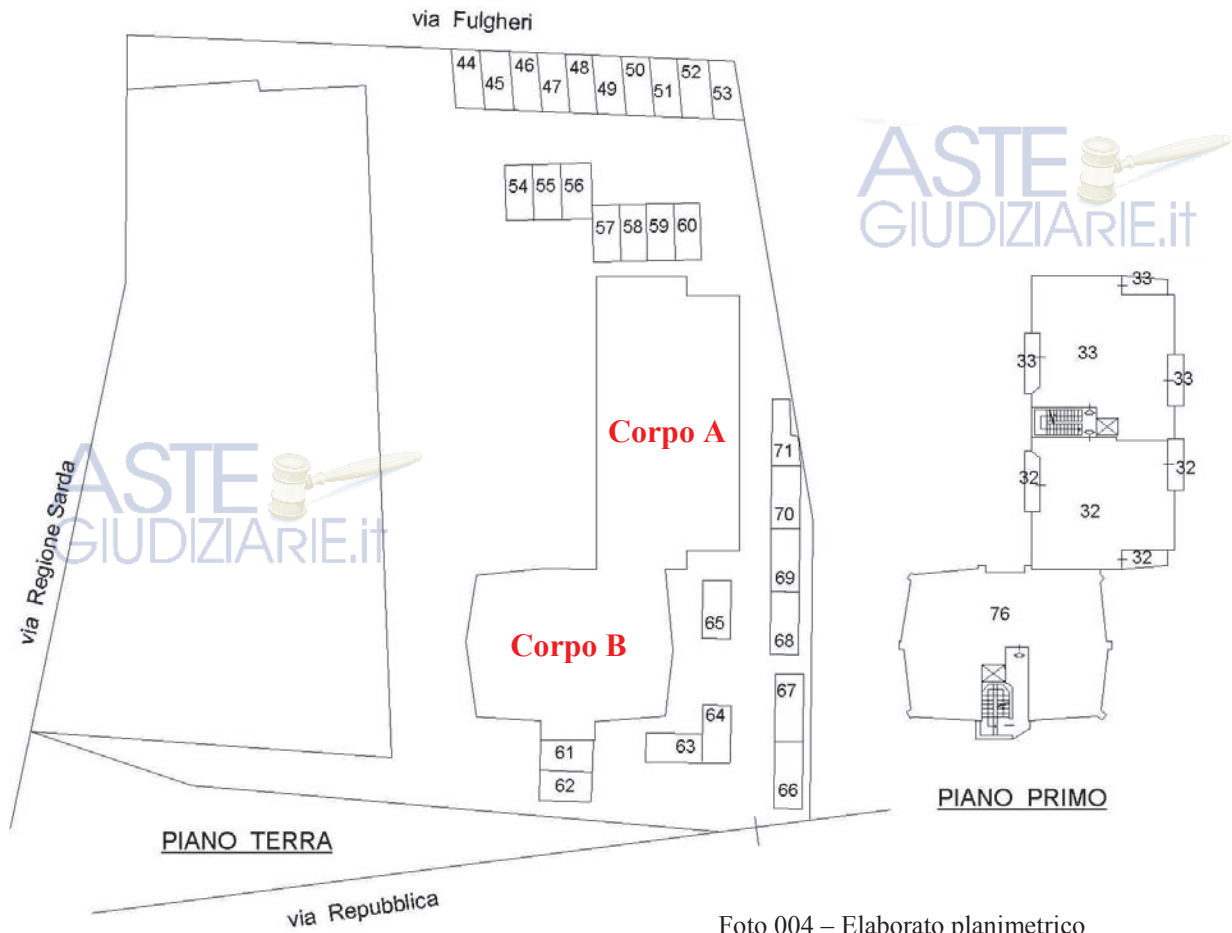 via Fulgheri
44 45 46 47 48 49 50 51 52 53
ASTE
GIUDIZIARIE.it
54 55 56
57 58 59 60
Corpo A
71
70
69
68
65
Corpo B
67
64
63
61
62
66
via Regione Sarda
ASTE
GIUDIZIARIE.it
PIANO TERRA
via Repubblica
33
33
33
33
32
32
32
32
76
PIANO PRIMO
Foto 004 – Elaborato planimetrico